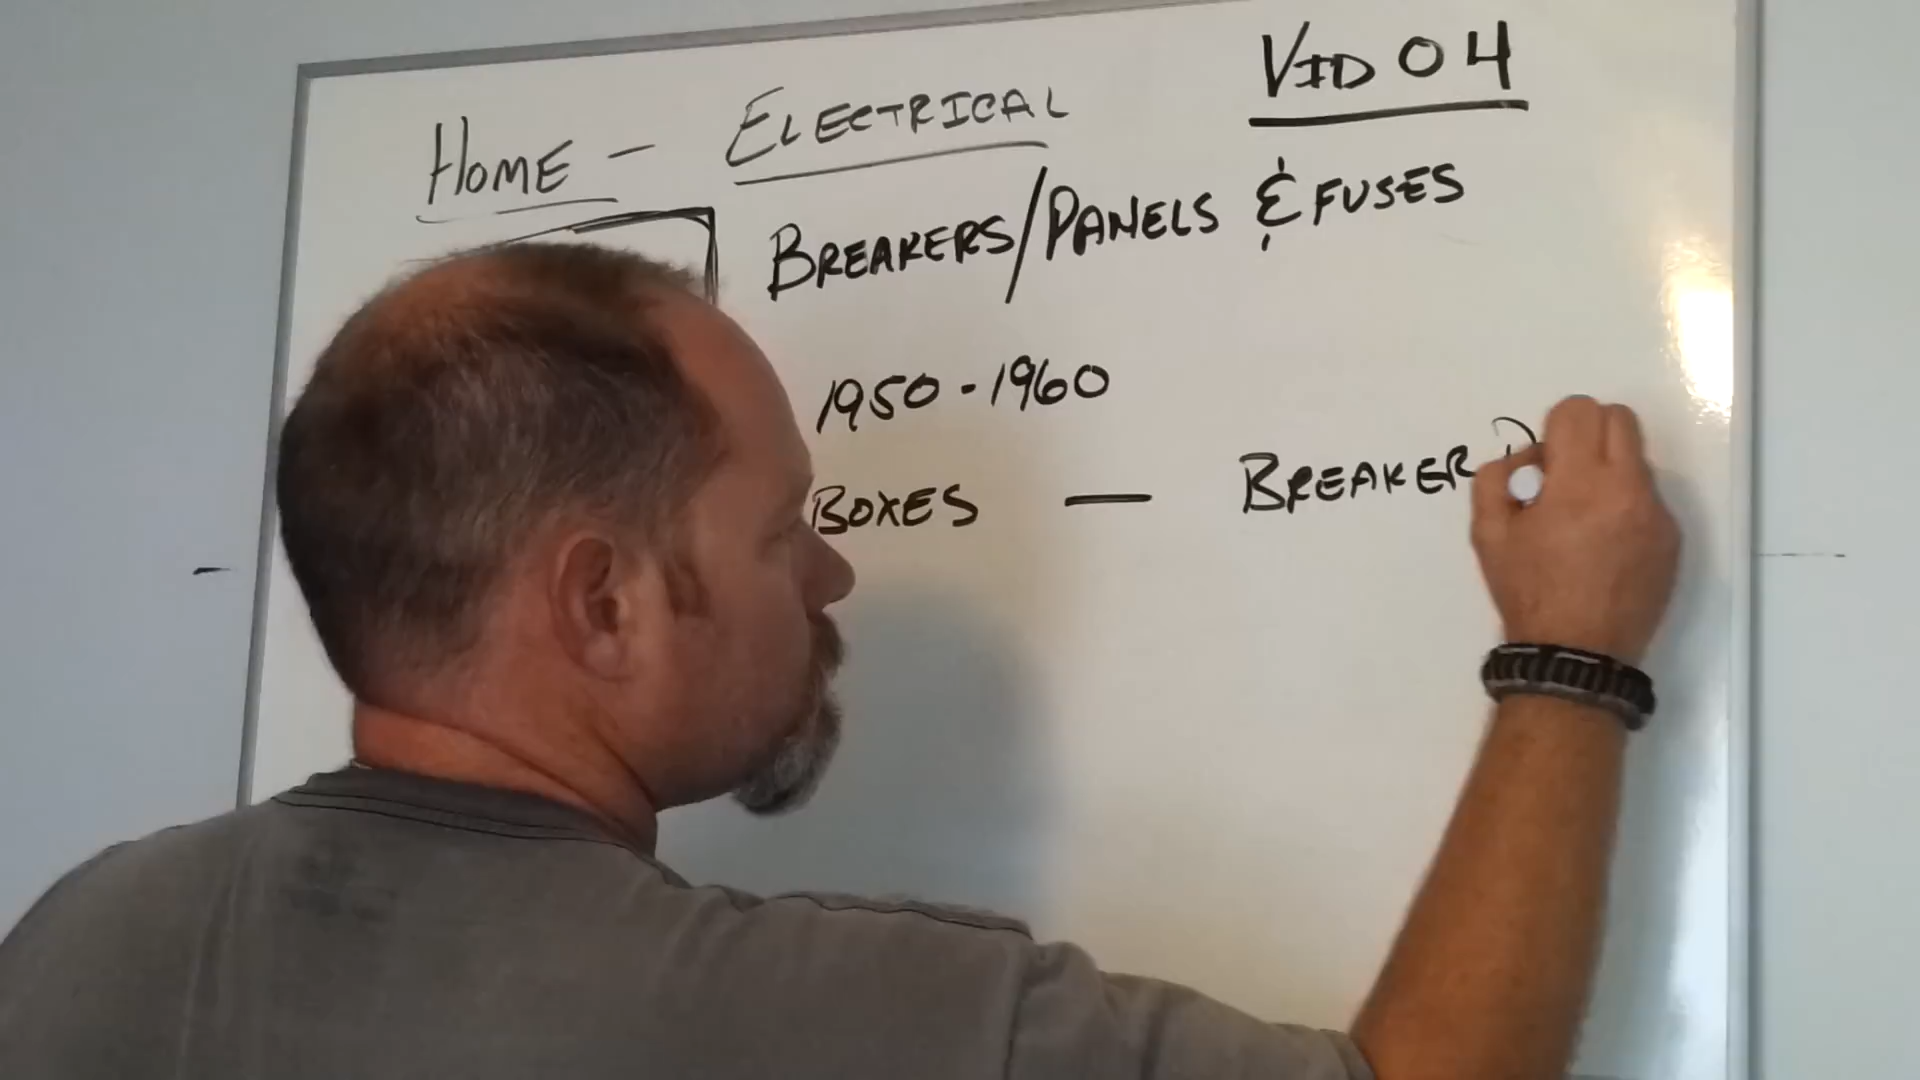 HOME - ELECTRICAL
VID 04
BREAKERS/PANELS & FUSES
1950-1960
BOXES — BREAKER